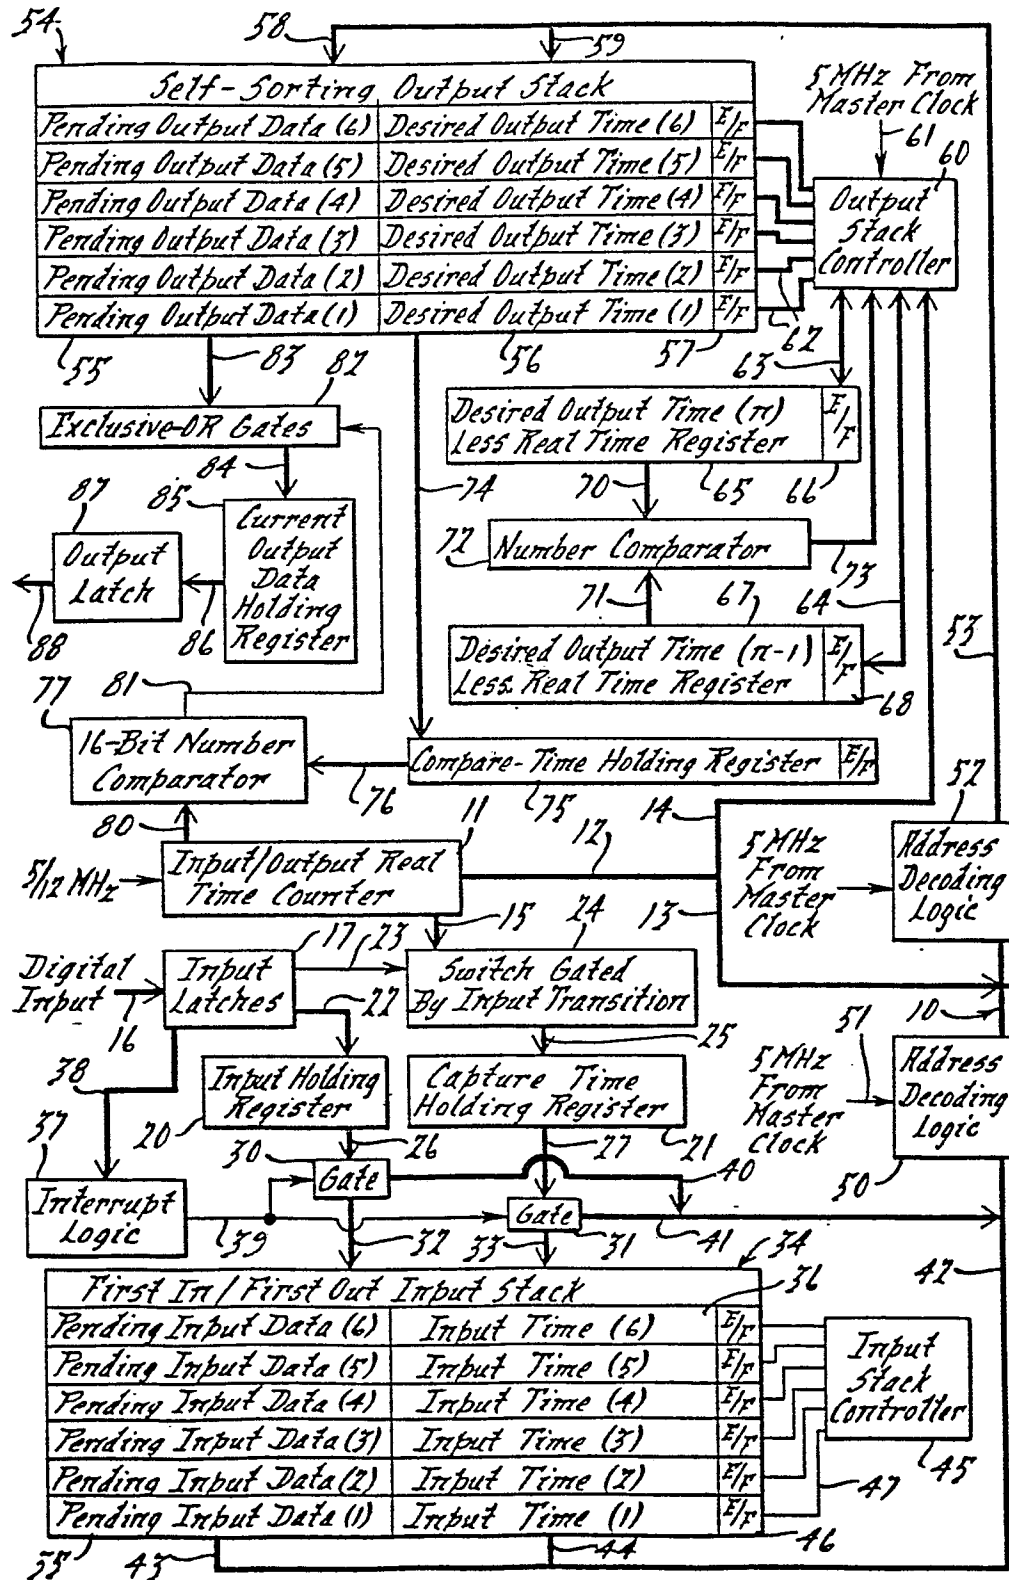 54
58
59
Self-Sorting Output Stack
Pending Output Data (6) Desired Output Time (6) E/F
Pending Output Data (5) Desired Output Time (5) E/F
Pending Output Data (4) Desired Output Time (4) E/F
Pending Output Data (3) Desired Output Time (3) E/F
Pending Output Data (2) Desired Output Time (2) E/F
Pending Output Data (1) Desired Output Time (1) E/F
5 MHz From
Master Clock
61
60
Output
Stack
Controller
55
83
82
56
57
62
63
Exclusive-OR Gates
84
74
Desired Output Time (n)
Less Real Time Register
E/F
70
65
66
87
85
Output
Latch
Current
Output
Data
Holding
Register
88
86
72
Number Comparator
73
71
67
64
53
Desired Output Time (n-1)
Less Real Time Register
E/F
68
81
77
16-Bit Number
Comparator
76
Compare-Time Holding Register E/F
75
80
11
12
14
52
5/12 MHz
Input/Output Real
Time Counter
5 MHz
From
Master
Clock
Address
Decoding
Logic
13
15
24
17
23
Digital
Input
16
Input
Latches
22
Switch Gated
By Input Transition
10
25
51
38
Input Holding
Register
Capture Time
Holding Register
5 MHz
From
Master
Clock
Address
Decoding
Logic
37
20
26
27
21
30
40
50
Gate
Interrupt
Logic
39
Gate
32
33
31
41
34
42
First In/First Out Input Stack
36
Pending Input Data (6) Input Time (6) E/F
Pending Input Data (5) Input Time (5) E/F
Pending Input Data (4) Input Time (4) E/F
Pending Input Data (3) Input Time (3) E/F
Pending Input Data (2) Input Time (2) E/F
Pending Input Data (1) Input Time (1) E/F
Input
Stack
Controller
47
45
55
43
44
46